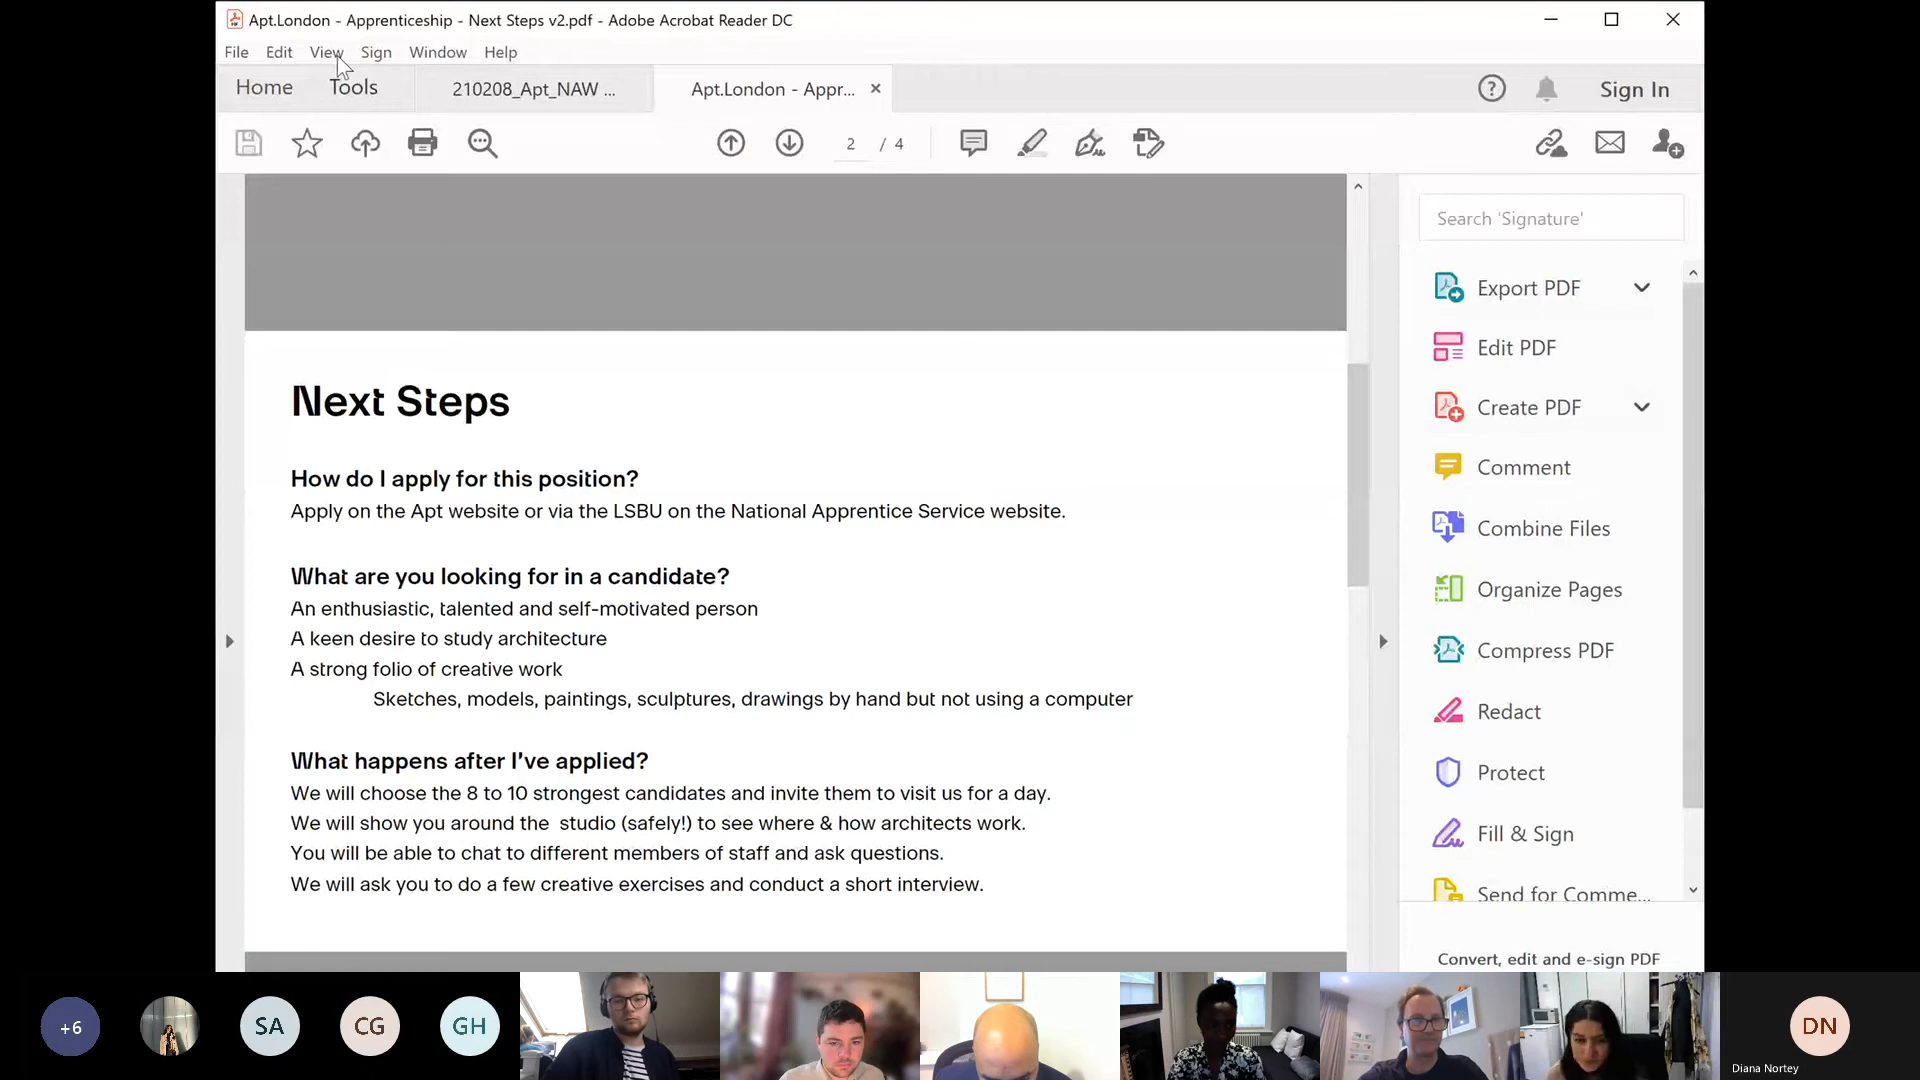 Apt.London - Apprenticeship - Next Steps v2.pdf - Adobe Acrobat Reader DC
File Edit View Sign Window Help
Home Tools 210208_Apt_NAW ... Apt.London - Appr... Sign In
2 / 4
Search 'Signature'
Export PDF
Edit PDF
Create PDF
Comment
Combine Files
Organize Pages
Compress PDF
Redact
Protect
Fill & Sign
Send for Comme...
Convert, edit and e-sign PDF
Next Steps
How do I apply for this position?
Apply on the Apt website or via the LSBU on the National Apprentice Service website.
What are you looking for in a candidate?
An enthusiastic, talented and self-motivated person
A keen desire to study architecture
A strong folio of creative work
Sketches, models, paintings, sculptures, drawings by hand but not using a computer
What happens after I've applied?
We will choose the 8 to 10 strongest candidates and invite them to visit us for a day.
We will show you around the studio (safely!) to see where & how architects work.
You will be able to chat to different members of staff and ask questions.
We will ask you to do a few creative exercises and conduct a short interview.
+6 SA CG GH DN
Diana Nortey